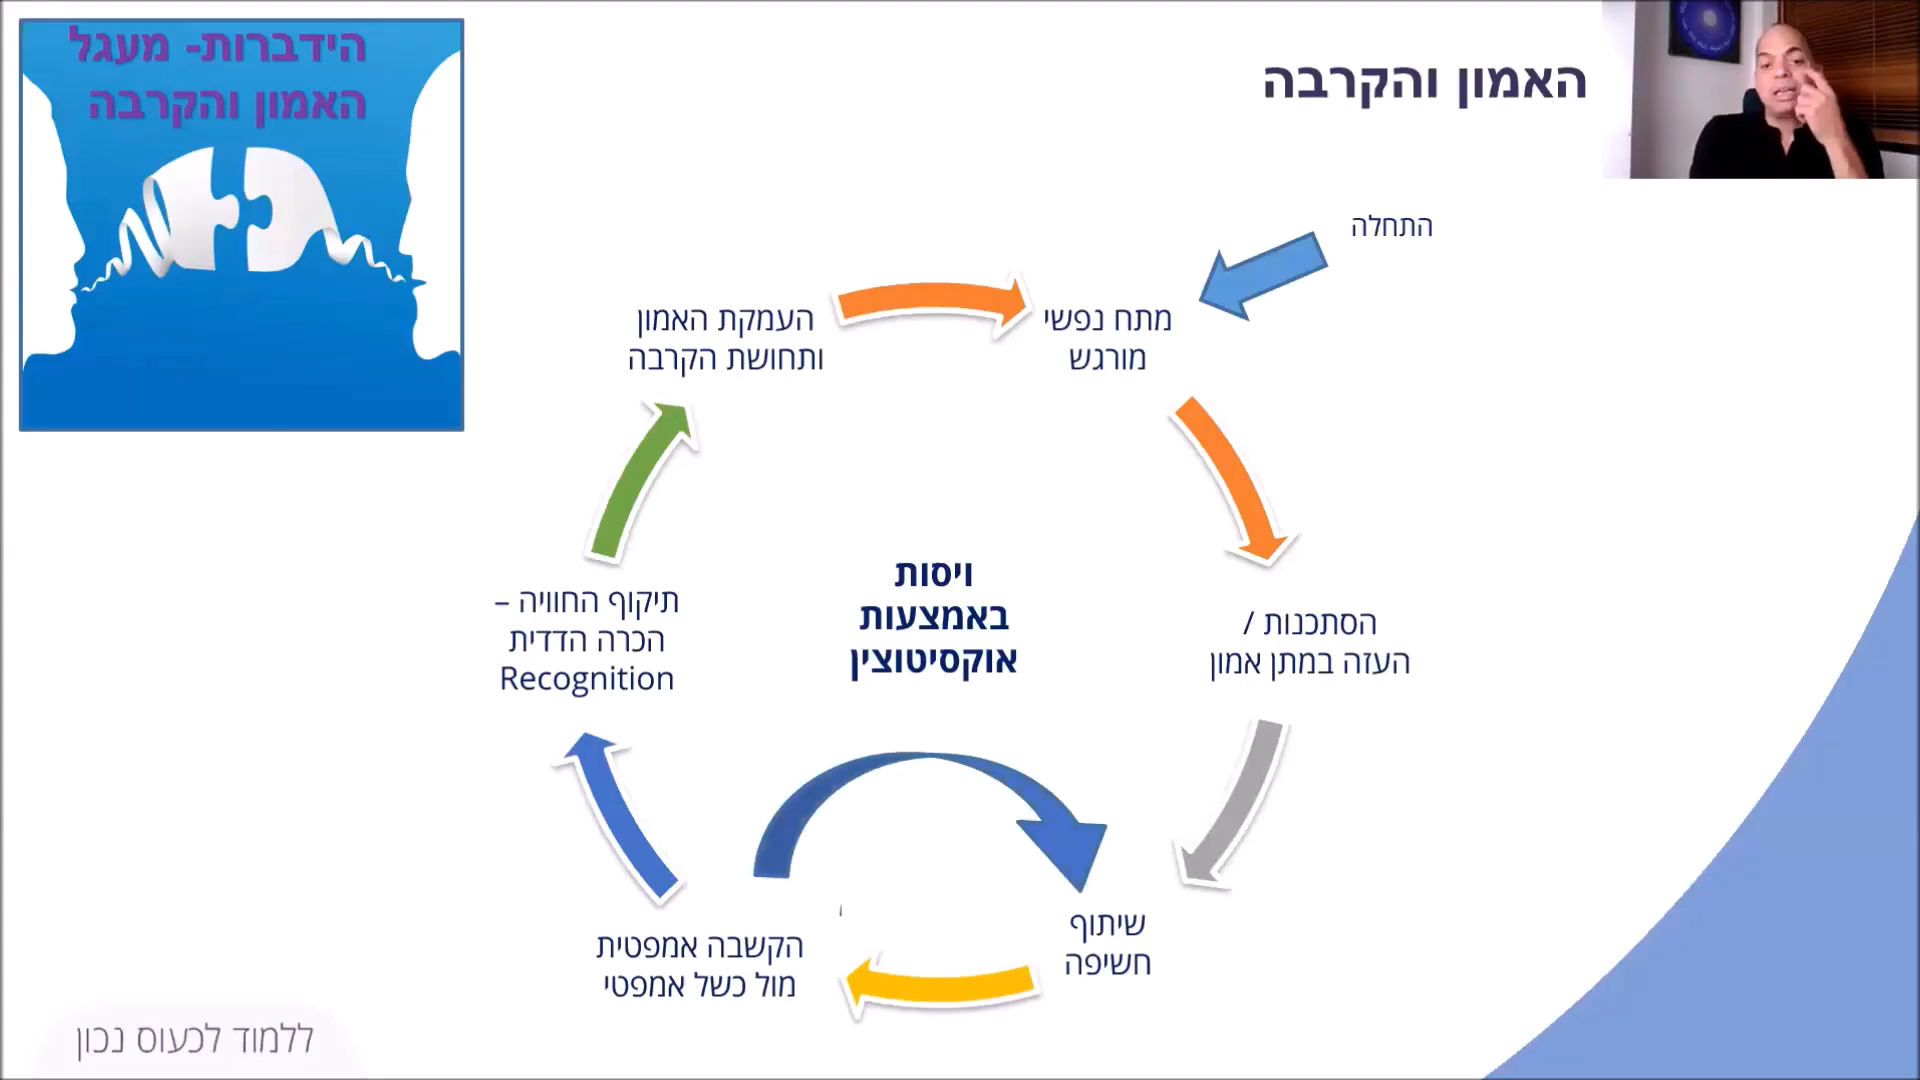 האמון והקרבה
הידברות- מעגל
האמון והקרבה
התחלה
מתח נפשי
מורגש
הסתכנות /
העזה במתן אמון
שיתוף
חשיפה
הקשבה אמפטית
מול כשל אמפטי
תיקוף החוויה –
הכרה הדדית
Recognition
העמקת האמון
ותחושת הקרבה
ויסות
באמצעות
אוקסיטוצין
ללמוד לכעוס נכון